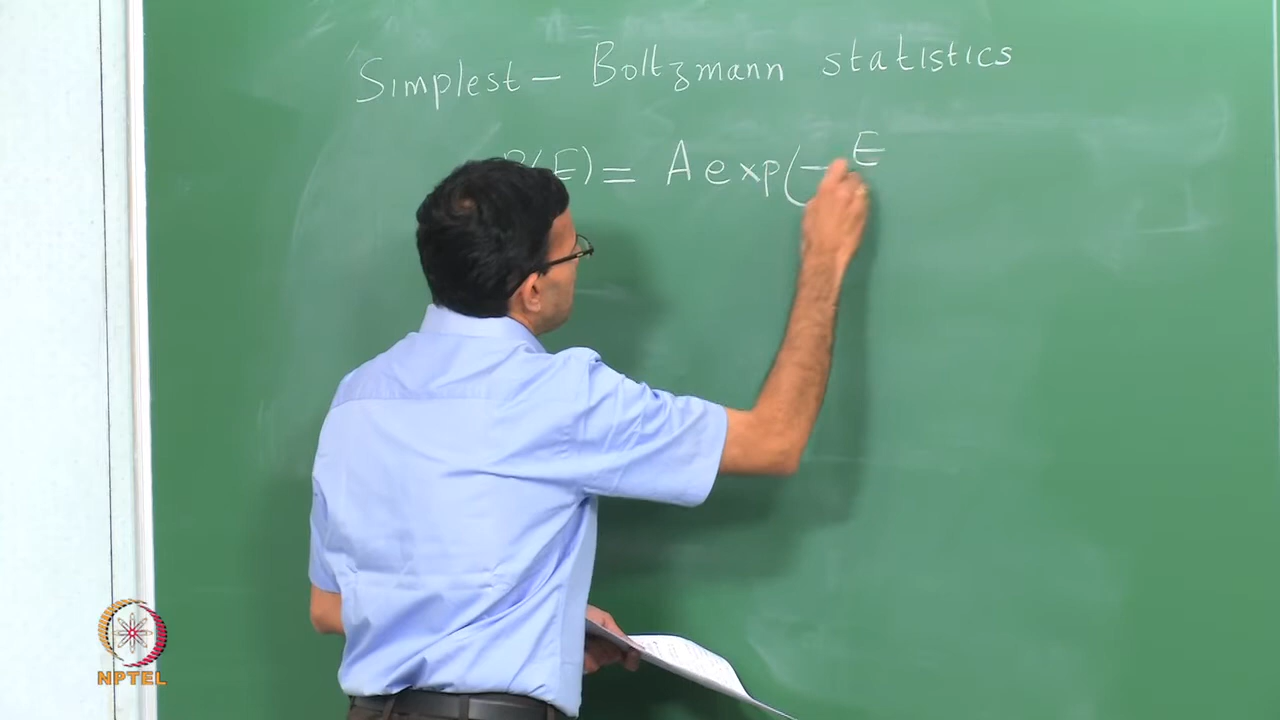 Simplest – Boltzmann statistics
P(E) = A exp(- E
NPTEL